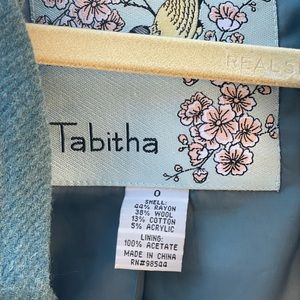 REALSI
Tabitha
0
SHELL:
44% RAYON
38% WOOL
13% COTTON
5% ACRYLIC
LINING:
100% ACETATE
MADE IN CHINA
RN#98544